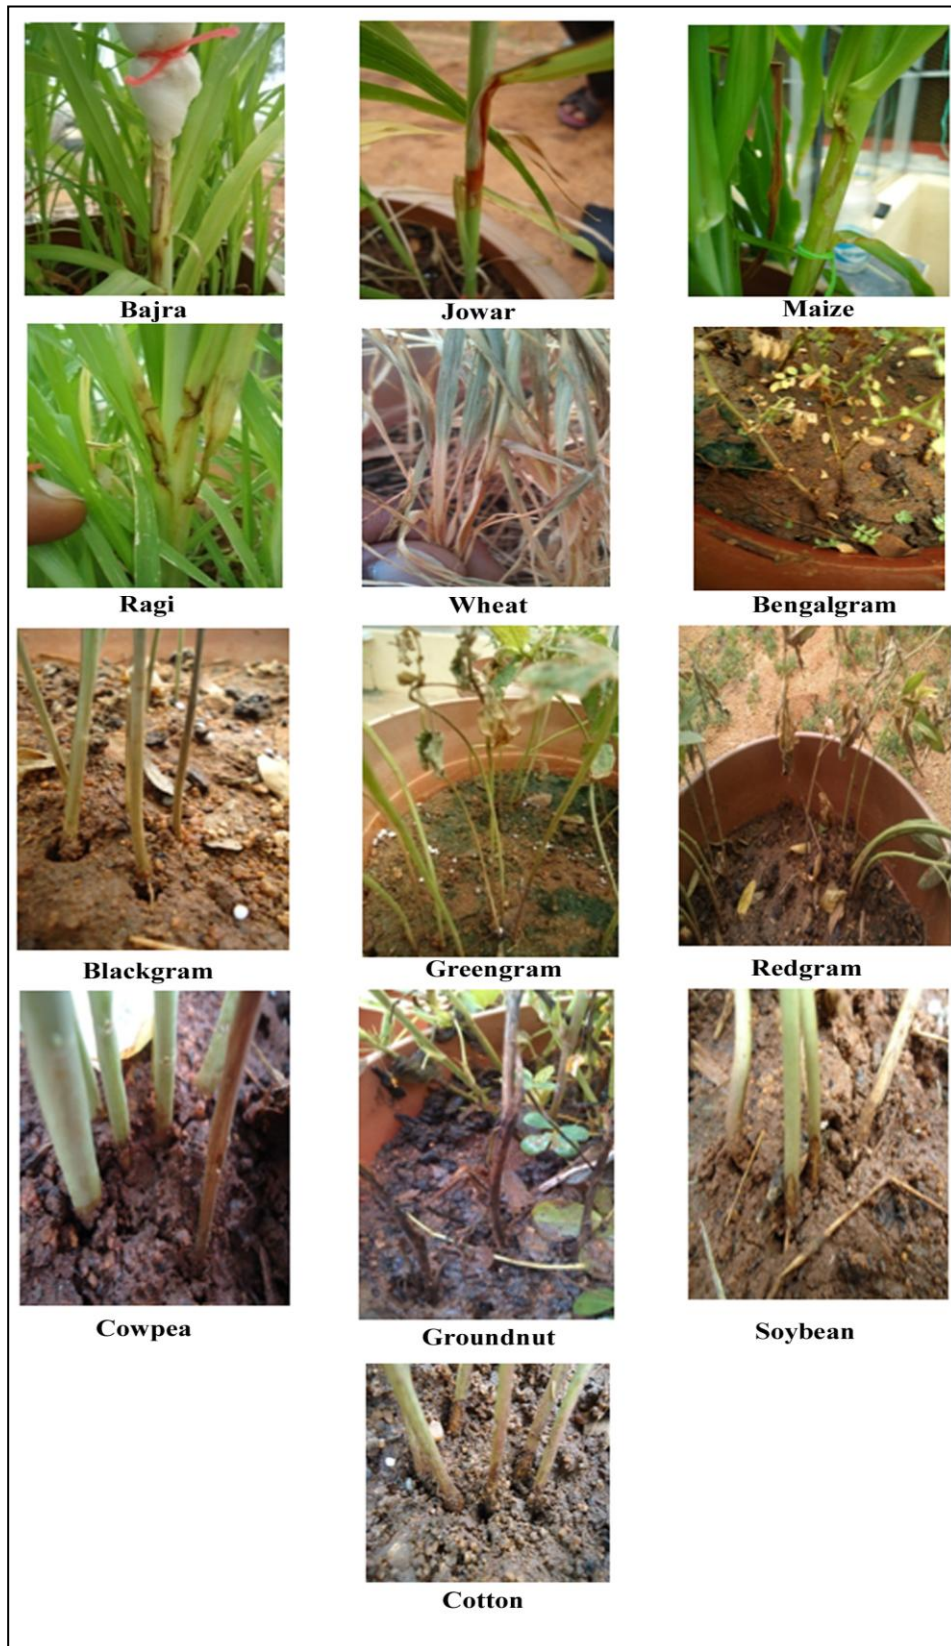 Bajra
Jowar
Maize
Ragi
Wheat
Bengalgram
Blackgram
Greengram
Redgram
Cowpea
Groundnut
Soybean
Cotton